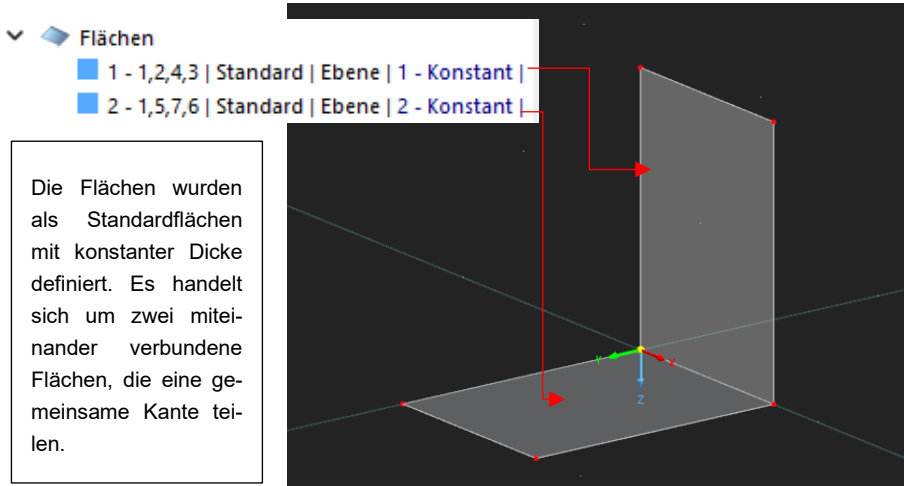 Flächen
1 - 1,2,4,3 | Standard | Ebene | 1 - Konstant |
2 - 1,5,7,6 | Standard | Ebene | 2 - Konstant |
Die Flächen wurden
als Standardflächen
mit konstanter Dicke
definiert. Es handelt
sich um zwei mitei-
nander verbundene
Flächen, die eine ge-
meinsame Kante tei-
len.
Y
X
Z